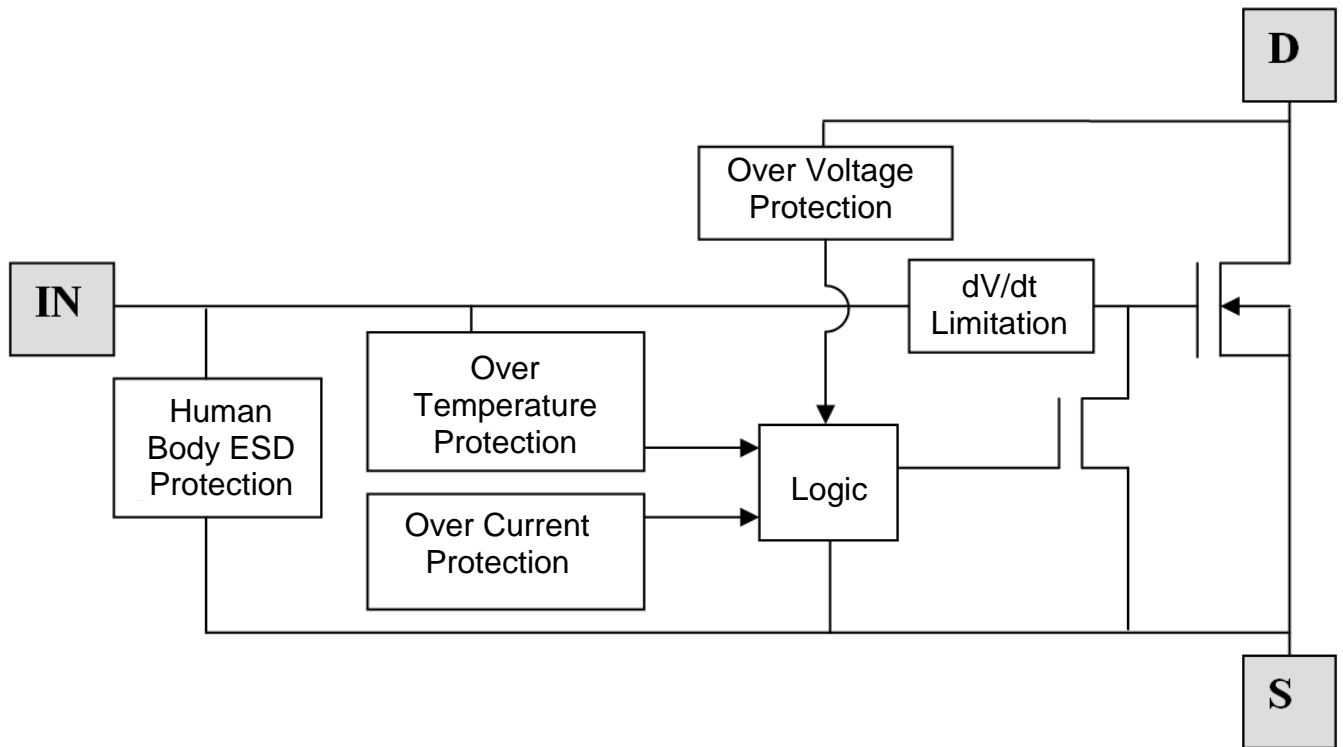 D
Over Voltage
Protection
IN
dV/dt
Limitation
Over
Temperature
Protection
Human
Body ESD
Protection
Logic
Over Current
Protection
S